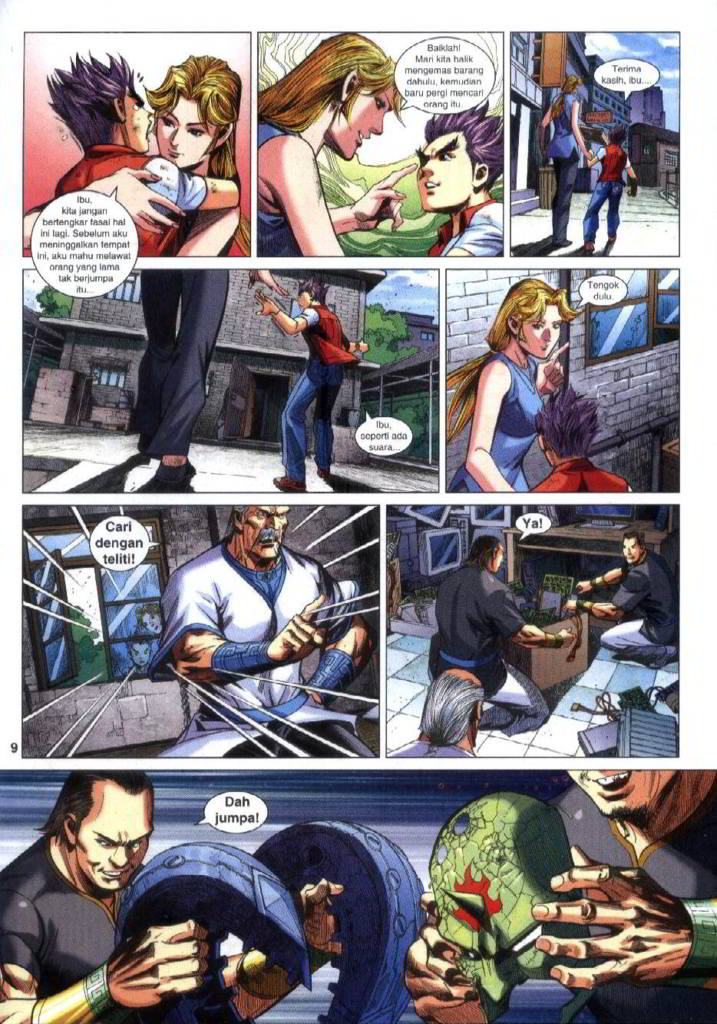 Ibu,
kita jangan
bertengkar fasal hal
ini lagi. Sebelum aku
meninggalkan tempat
ini, aku mahu melawat
orang yang lama
tak berjumpa
itu...
Baiklah!
Mari kita balik
mengemas barang
dahulu, kemudian
baru pergi mencari
orang itu.
Terima
kasih, ibu....
Ibu,
seperti ada
suara...
Tengok
dulu.
Cari
dengan
teliti!
Ya!
9
Dah
jumpa!